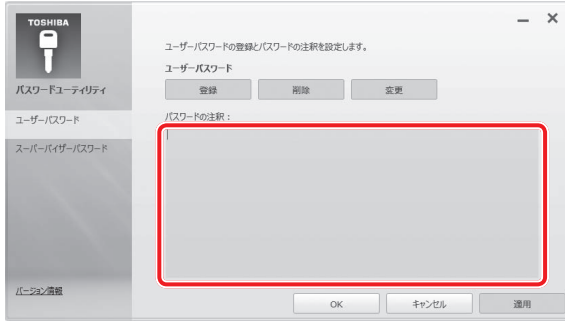 TOSHIBA
パスワードユーティリティ
ユーザーパスワード
スーパーバイザーパスワード
バージョン情報
ユーザーパスワードの登録とパスワードの注釈を設定します。
ユーザーパスワード
登録 削除 変更
パスワードの注釈：
OK キャンセル 適用